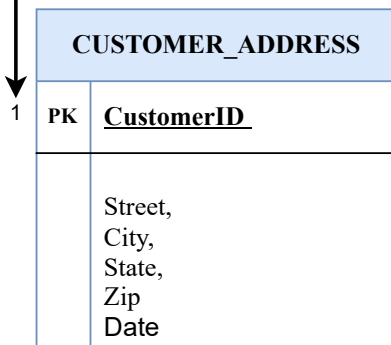 CUSTOMER_ADDRESS
1 PK CustomerID
Street,
City,
State,
Zip
Date